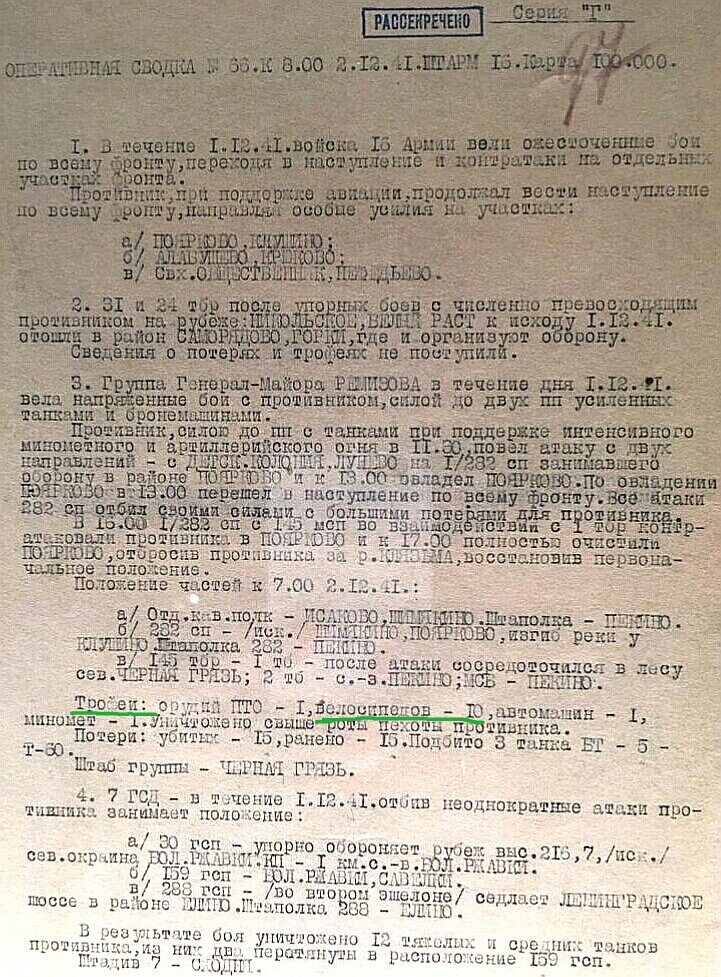 РАССЕКРЕЧЕНО
Серия "Г"
97
ОПЕРАТИВНАЯ СВОДКА № 66.К 8.00 2.12.41.ШТАРМ 16.Карта 100.000.
1. В течение 1.12.41.войска 16 Армии вели ожесточенные бои
по всему фронту,переходя в наступление и контратаки на отдельных
участках фронта.
Противник,при поддержке авиации,продолжал вести наступление
по всему фронту,направляя особые усилия на участках:
а/ ПОЯРКОВО,КЛУШИНО;
б/ АЛАБУШЕВО,КРЮКОВО;
в/ Свх.ОБЩЕСТВЕННИК,ПЕРЕДЬЕВО.
2. 31 и 24 тбр после упорных боев с численно превосходящим
противником на рубеже:НИКОЛЬСКОЕ,БЕЛЫЙ РАСТ к исходу 1.12.41.
отошли в район САМОРЯДОВО,ГОРКИ,где и организуют оборону.
Сведения о потерях и трофеях не поступили.
3. Группа Генерал-Майора РЕМИЗОВА в течение дня 1.12.41.
вела напряженные бои с противником,силой до двух пп усиленных
танками и бронемашинами.
Противник,силою до пп с танками при поддержке интенсивного
минометного и артиллерийского огня в 11.30,повел атаку с двух
направлений - с ДЕТСК.КОЛОНИЯ,ЛУНЕВО на 1/282 сп занимавшего
оборону в районе ПОЯРКОВО и к 13.00 овладел ПОЯРКОВО.По овладении
ПОЯРКОВО в 13.00 перешел в наступление по всему фронту.Все атаки
282 сп отбил своими силами с большими потерями для противника.
В 16.00 1/282 сп с 145 мсп во взаимодействии с 1 тбр контр-
атаковали противника в ПОЯРКОВО и к 17.00 полностью очистили
ПОЯРКОВО,отбросив противника за р.КЛЯЗЬМА,восстановив первона-
чальное положение.
Положение частей к 7.00 2.12.41.:
а/ Отд.кав.полк - ИСАКОВО,ШЕМЯКИНО.Штаполка - ПЕКИНО.
б/ 282 сп - /иск./ ШЕМЯКИНО,ПОЯРКОВО,изгиб реки у
КЛУШИНО.Штаполка 282 - ПЕКИНО.
в/ 145 тбр - 1 тб - после атаки сосредоточился в лесу
сев.ЧЕРНАЯ ГРЯЗЬ; 2 тб - с.-з.ПЕКИНО;МСБ - ПЕКИНО.
Трофеи: орудий ПТО - 1,Велосипедов - 10,автомашин - 1,
миномет - 1.Уничтожено свыше роты пехоты противника.
Потери: убитых - 15,ранено - 15.Подбито 3 танка БТ - 5 -
Т-60.
Штаб группы - ЧЕРНАЯ ГРЯЗЬ.
4. 7 ГСД - в течение 1.12.41.отбив неоднократные атаки про-
тивника занимает положение:
а/ 30 гсп - упорно обороняет рубеж выс.216,7,/иск./
сев.окраина БОЛ.РЖАВКИ.КП - 1 км.с.-в.БОЛ.РЖАВКИ.
б/ 159 гсп - БОЛ.РЖАВКИ,САВЕЛКИ.
в/ 288 гсп - /во втором эшелоне/ седлает ЛЕНИНГРАДСКОЕ
шоссе в районе ЕЛИНО.Штаполка 288 - ЕЛИНО.
В результате боя уничтожено 12 тяжелых и средних танков
противника,из них два перетянуты в расположение 159 гсп.
Штадив 7 - СХОДНЯ.